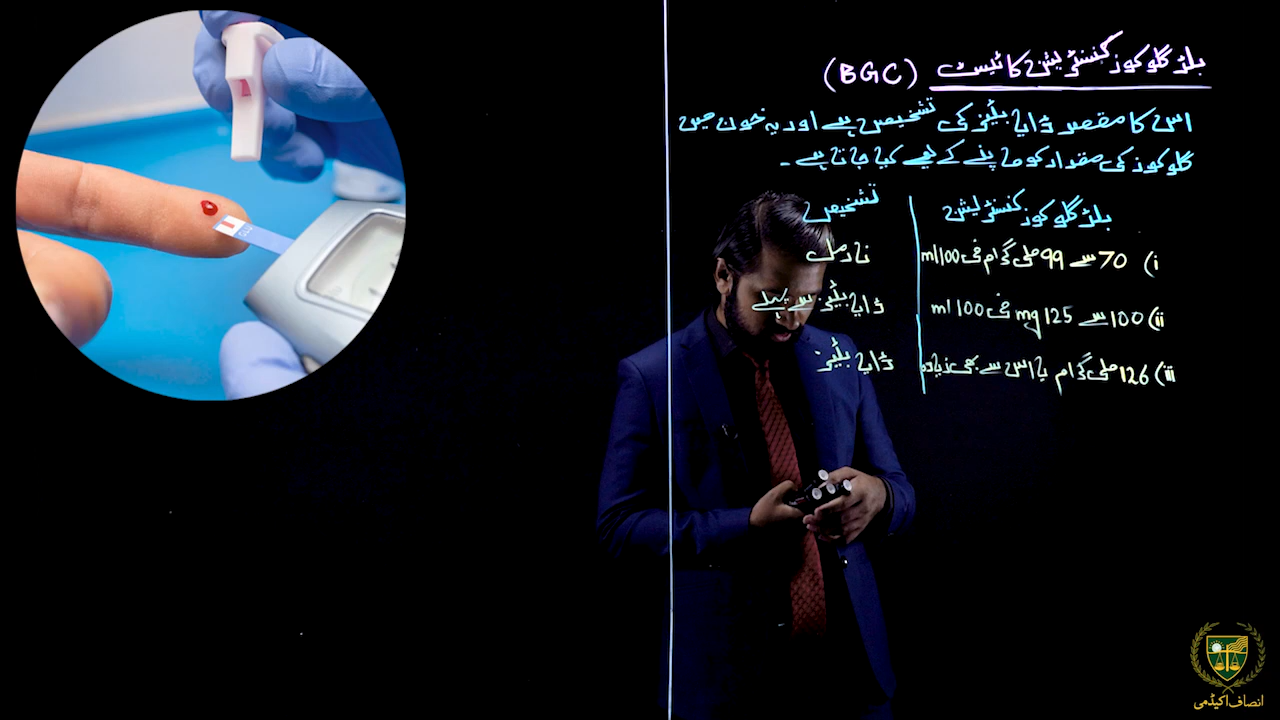 بلڈ گلوکوز کنسنٹریشن کا ٹیسٹ (BGC)
اس کا مقصد ڈایابیٹیز کی تشخیص ہے اور یہ خون میں
گلوکوز کی مقدار کو ماپنے کے لیے کیا جاتا ہے ۔
بلڈ گلوکوز کنسنٹریشن تشخیص
i) 70 سے 99 ملی گرام فی 100 ml نارمل
ii) 100 سے 125 mg فی 100 ml ڈایابیٹیز سے پہلے
iii) 126 ملی گرام یا اس سے بھی زیادہ ڈایابیٹیز
انصاف اکیڈمی